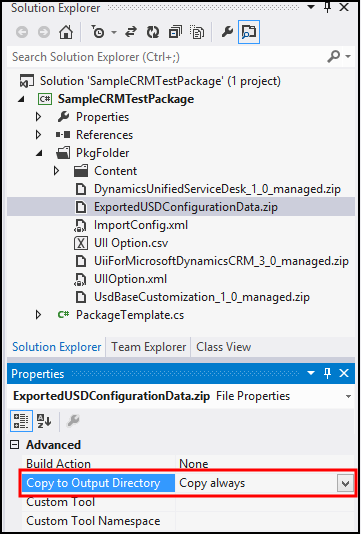 Solution Explorer
Search Solution Explorer (Ctrl+;)
Solution 'SampleCRMTestPackage' (1 project)
C# SampleCRMTestPackage
Properties
References
PkgFolder
Content
DynamicsUnifiedServiceDesk_1_0_managed.zip
ExportedUSDConfigurationData.zip
ImportConfig.xml
UII Option.csv
UiiForMicrosoftDynamicsCRM_3_0_managed.zip
UIIOption.xml
UsdBaseCustomization_1_0_managed.zip
C# PackageTemplate.cs
Solution Explorer Team Explorer Class View
Properties
ExportedUSDConfigurationData.zip File Properties
Advanced
Build Action None
Copy to Output Directory Copy always
Custom Tool
Custom Tool Namespace